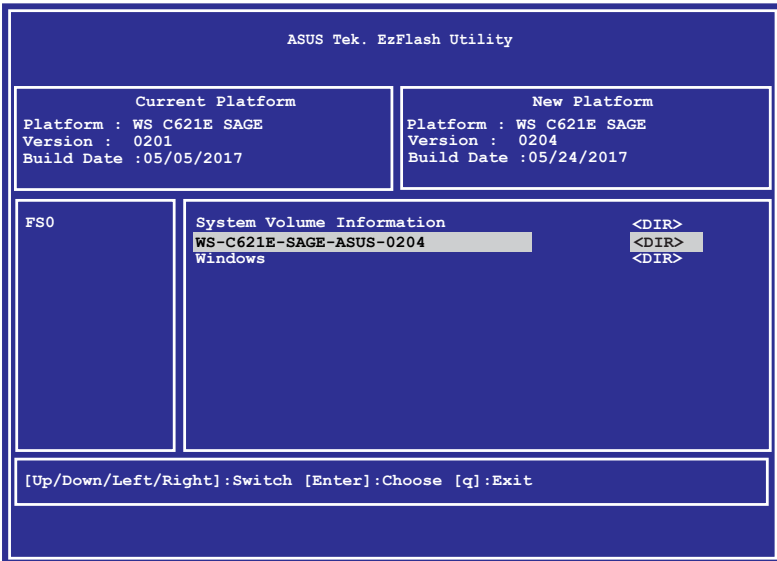 ASUS Tek. EzFlash Utility
Current Platform
Platform : WS C621E SAGE
Version : 0201
Build Date :05/05/2017
New Platform
Platform : WS C621E SAGE
Version : 0204
Build Date :05/24/2017
FS0
System Volume Information <DIR>
WS-C621E-SAGE-ASUS-0204 <DIR>
Windows <DIR>
[Up/Down/Left/Right]:Switch [Enter]:Choose [q]:Exit